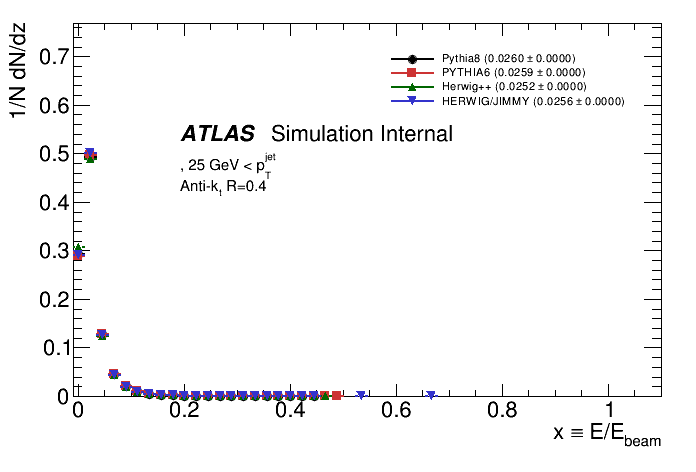 1/N dN/dz
0.7
0.6
0.5
0.4
0.3
0.2
0.1
0
Pythia8 (0.0260 ± 0.0000)
PYTHIA6 (0.0259 ± 0.0000)
Herwig++ (0.0252 ± 0.0000)
HERWIG/JIMMY (0.0256 ± 0.0000)
ATLAS Simulation Internal
, 25 GeV < p_T^jet
Anti-k_t R=0.4
0 0.2 0.4 0.6 0.8 1
x ≡ E/E_beam